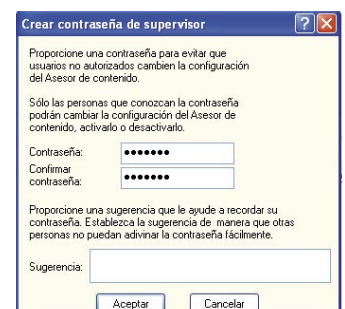 Crear contraseña de supervisor
Proporcione una contraseña para evitar que
usuarios no autorizados cambien la configuración
del Asesor de contenido.
Sólo las personas que conozcan la contraseña
podrán cambiar la configuración del Asesor de
contenido, activarlo o desactivarlo.
Contraseña: •••••••
Confirmar
contraseña: •••••••
Proporcione una sugerencia que le ayude a recordar su
contraseña. Establezca la sugerencia de manera que otras
personas no puedan adivinar la contraseña fácilmente.
Sugerencia:
Aceptar Cancelar